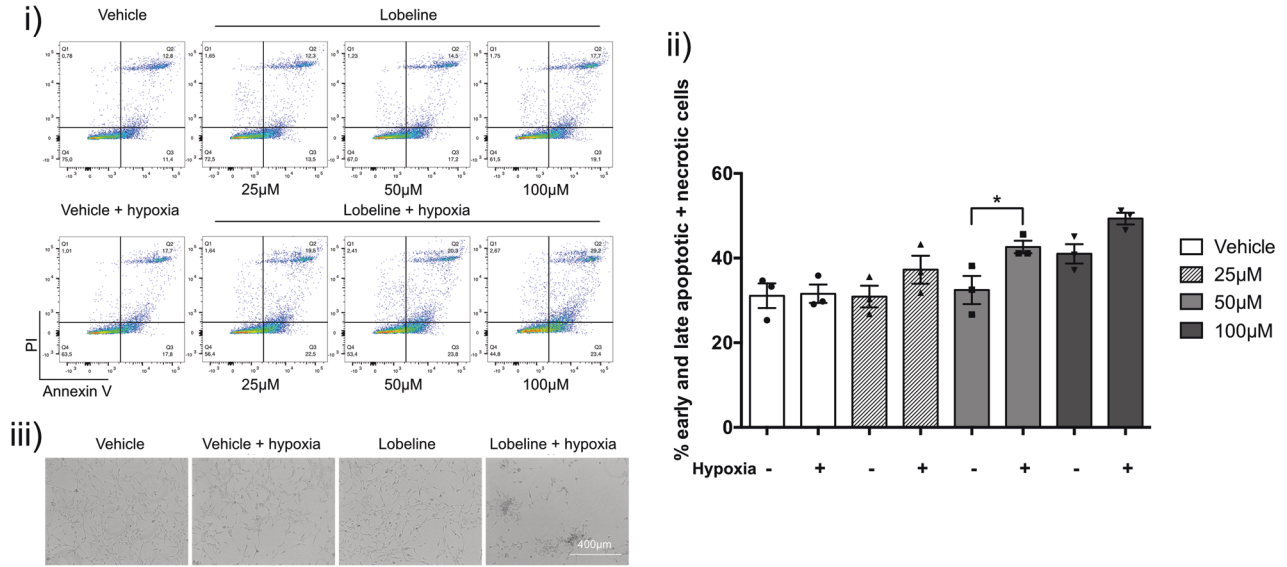 i)
Vehicle
Lobeline
Q1
0,78
Q2
12,8
Q4
75,0
Q3
11,4
Q1
1,65
Q2
12,3
Q4
72,5
Q3
13,5
Q1
1,23
Q2
14,5
Q4
67,0
Q3
17,2
Q1
1,75
Q2
17,7
Q4
61,5
Q3
19,1
25µM
50µM
100µM
Vehicle + hypoxia
Lobeline + hypoxia
Q1
1,01
Q2
17,7
Q4
63,5
Q3
17,8
Q1
1,64
Q2
19,5
Q4
56,4
Q3
22,5
Q1
2,41
Q2
20,3
Q4
53,4
Q3
23,8
Q1
2,67
Q2
29,2
Q4
44,8
Q3
23,4
PI
Annexin V
25µM
50µM
100µM
ii)
% early and late apoptotic + necrotic cells
60
40
20
0
*
Hypoxia - + - + - + - +
Vehicle
25µM
50µM
100µM
iii)
Vehicle
Vehicle + hypoxia
Lobeline
Lobeline + hypoxia
400µm